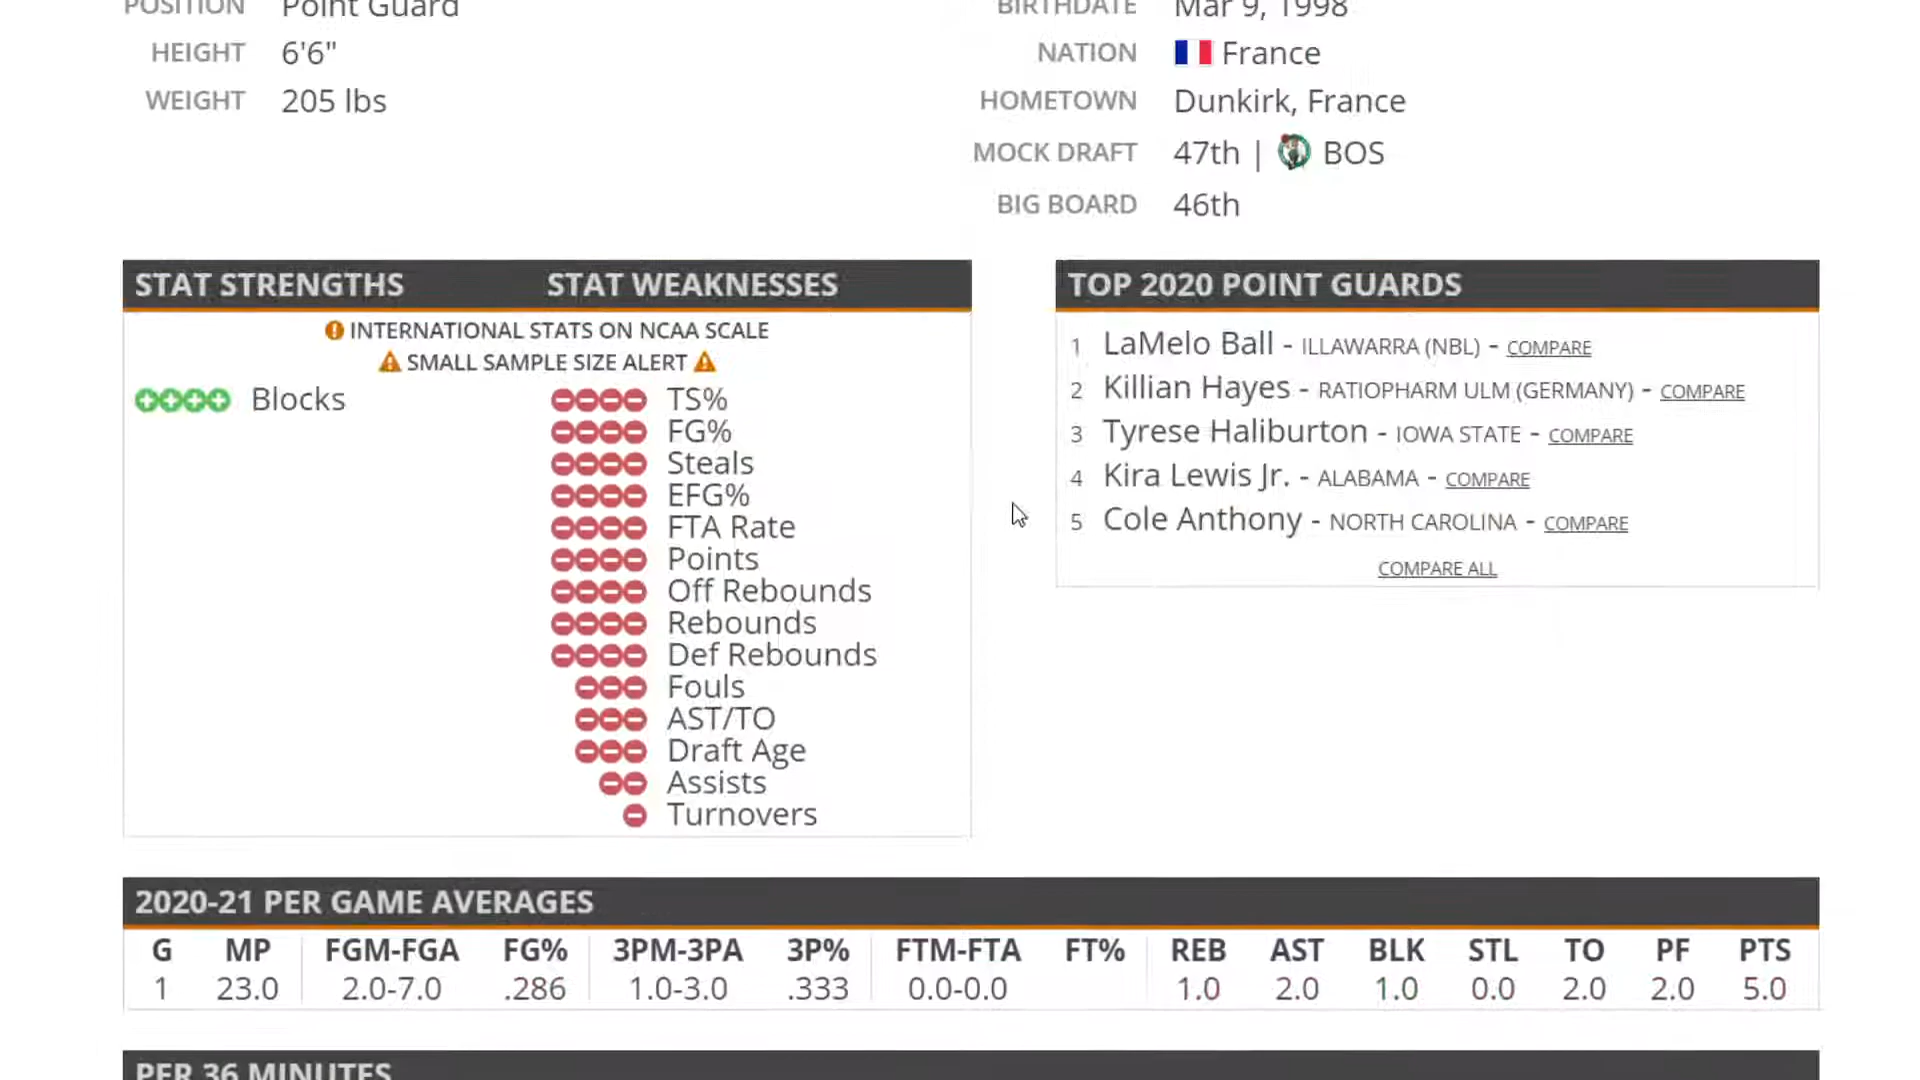 POSITION Point Guard
HEIGHT 6'6"
WEIGHT 205 lbs
BIRTHDATE Mar 9, 1998
NATION France
HOMETOWN Dunkirk, France
MOCK DRAFT 47th | BOS
BIG BOARD 46th
STAT STRENGTHS STAT WEAKNESSES
INTERNATIONAL STATS ON NCAA SCALE
SMALL SAMPLE SIZE ALERT
Blocks
TS%
FG%
Steals
EFG%
FTA Rate
Points
Off Rebounds
Rebounds
Def Rebounds
Fouls
AST/TO
Draft Age
Assists
Turnovers
TOP 2020 POINT GUARDS
1 LaMelo Ball - ILLAWARRA (NBL) - COMPARE
2 Killian Hayes - RATIOPHARM ULM (GERMANY) - COMPARE
3 Tyrese Haliburton - IOWA STATE - COMPARE
4 Kira Lewis Jr. - ALABAMA - COMPARE
5 Cole Anthony - NORTH CAROLINA - COMPARE
COMPARE ALL
2020-21 PER GAME AVERAGES
G MP FGM-FGA FG% 3PM-3PA 3P% FTM-FTA FT% REB AST BLK STL TO PF PTS
1 23.0 2.0-7.0 .286 1.0-3.0 .333 0.0-0.0 1.0 2.0 1.0 0.0 2.0 2.0 5.0
PER 36 MINUTES